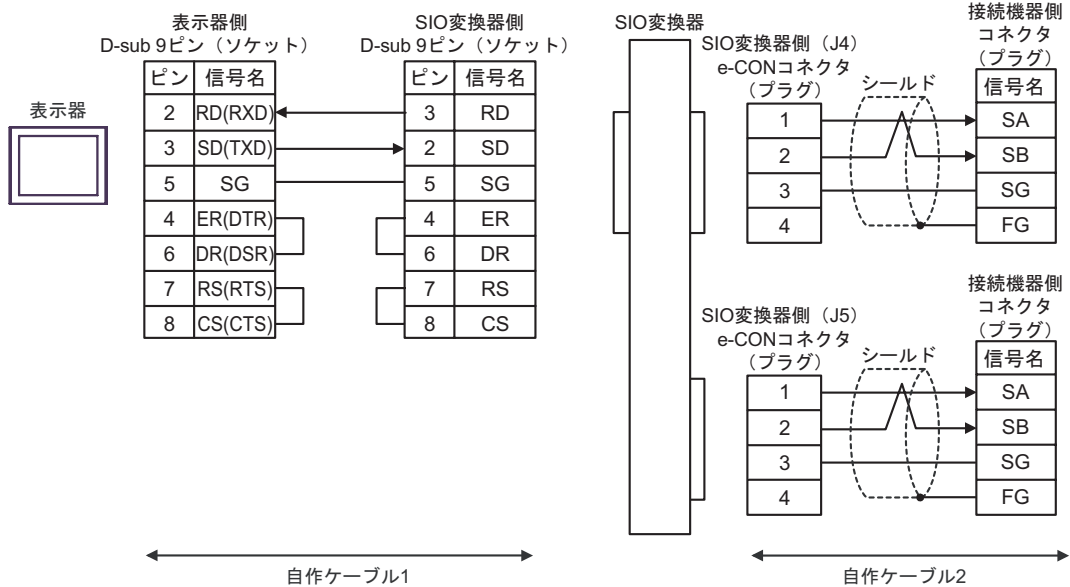 表示器
表示器側
D-sub 9ピン（ソケット）
ピン 信号名
2 RD(RXD)
3 SD(TXD)
5 SG
4 ER(DTR)
6 DR(DSR)
7 RS(RTS)
8 CS(CTS)
SIO変換器側
D-sub 9ピン（ソケット）
ピン 信号名
3 RD
2 SD
5 SG
4 ER
6 DR
7 RS
8 CS
自作ケーブル1
SIO変換器
SIO変換器側（J4）
e-CONコネクタ
（プラグ）
1
2
3
4
シールド
接続機器側
コネクタ
（プラグ）
信号名
SA
SB
SG
FG
SIO変換器側（J5）
e-CONコネクタ
（プラグ）
1
2
3
4
シールド
接続機器側
コネクタ
（プラグ）
信号名
SA
SB
SG
FG
自作ケーブル2